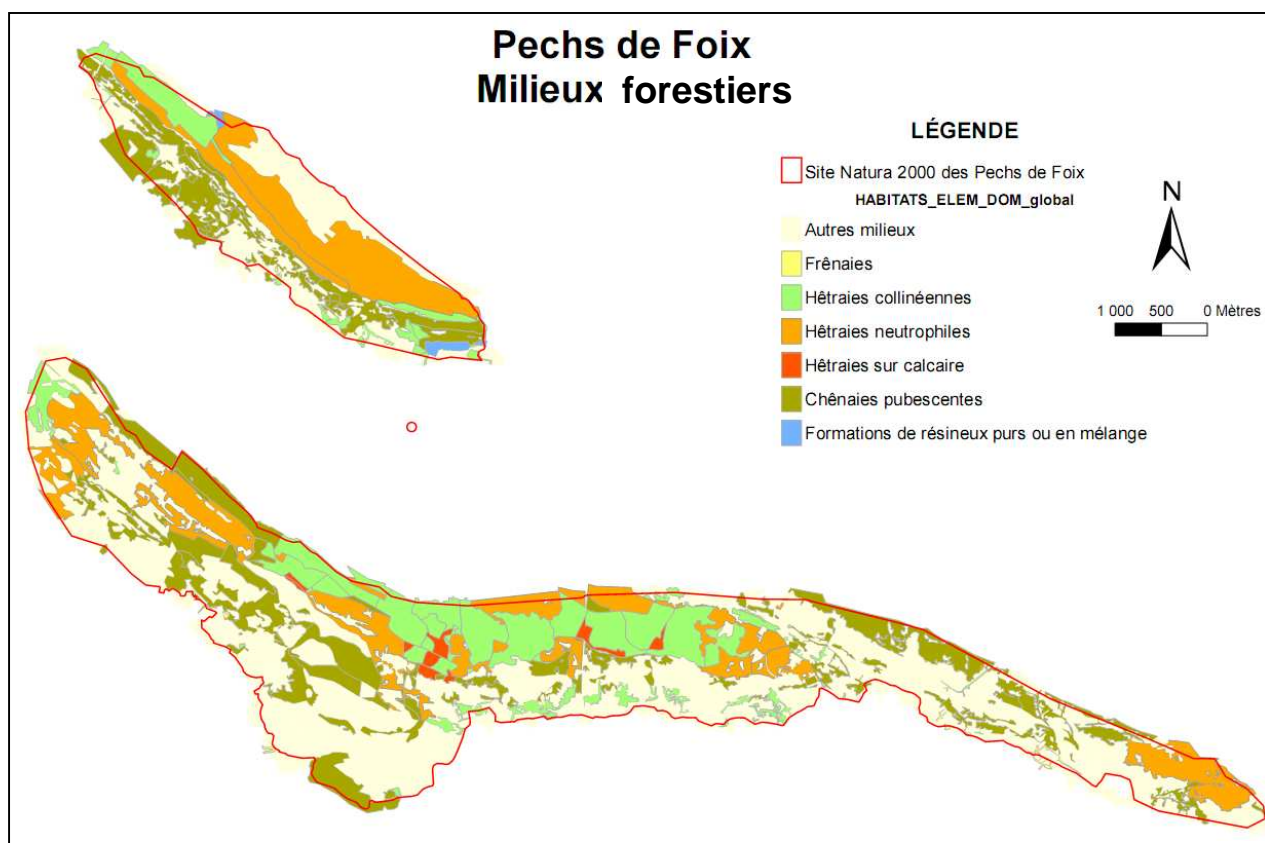 Pechs de Foix
Milieux forestiers
LÉGENDE
Site Natura 2000 des Pechs de Foix
HABITATS_ELEM_DOM_global
Autres milieux
Frênaies
Hêtraies collinéennes
Hêtraies neutrophiles
Hêtraies sur calcaire
Chênaies pubescentes
Formations de résineux purs ou en mélange
N
1 000 500 0 Mètres